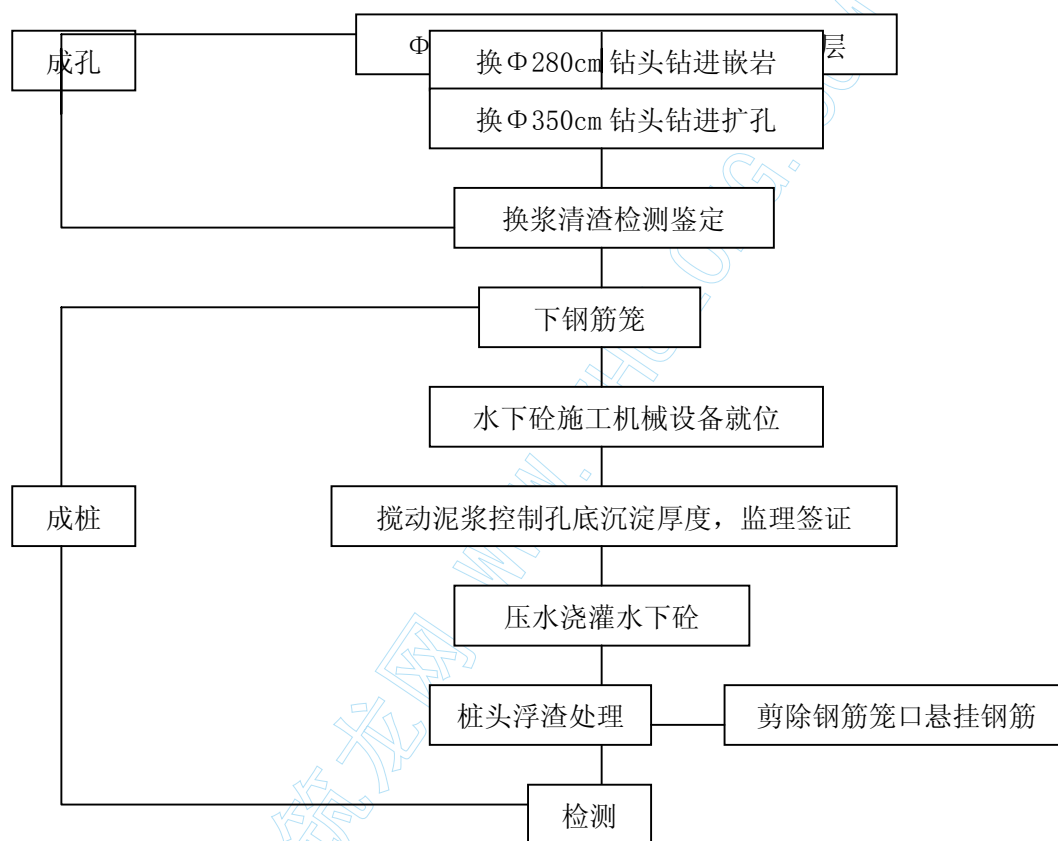 成孔
Φ
层
换Φ280cm 钻头钻进嵌岩
换Φ350cm 钻头钻进扩孔
换浆清渣检测鉴定
下钢筋笼
水下砼施工机械设备就位
成桩
搅动泥浆控制孔底沉淀厚度，监理签证
压水浇灌水下砼
桩头浮渣处理
剪除钢筋笼口悬挂钢筋
检测
筑龙网